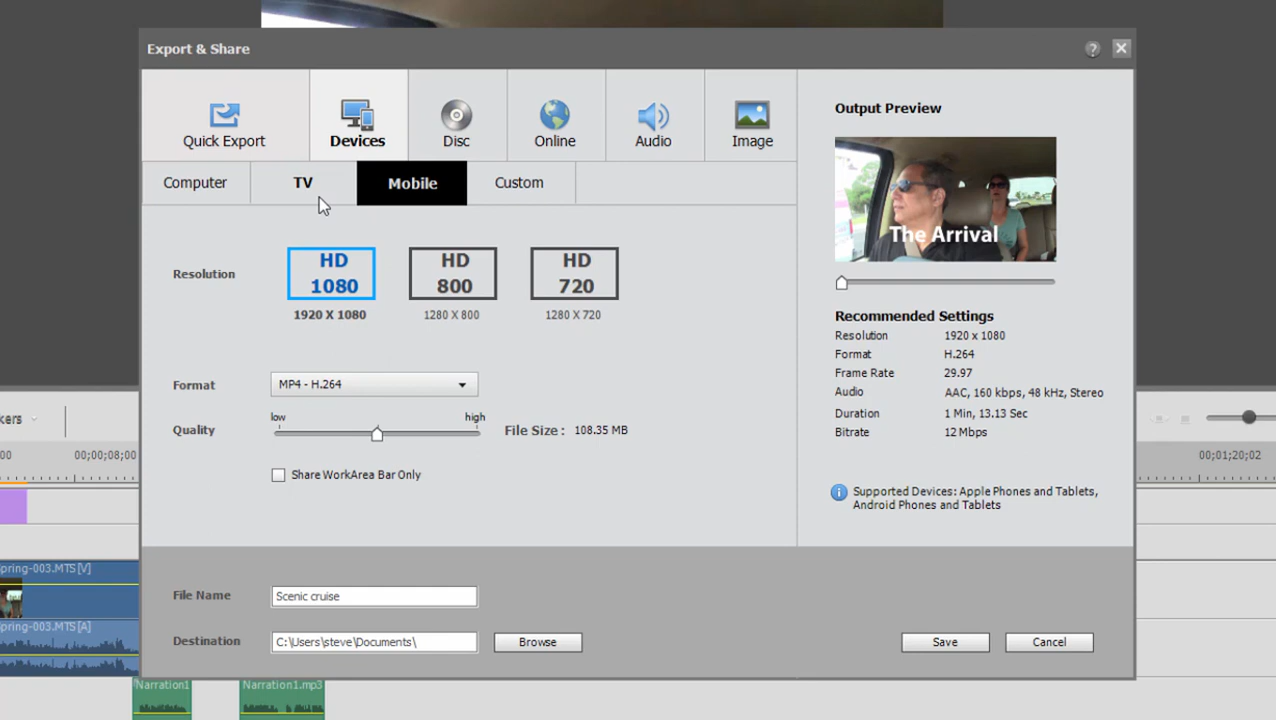 Export & Share
?
Quick Export
Devices
Disc
Online
Audio
Image
Computer
TV
Mobile
Custom
Resolution
HD
1080
1920 X 1080
HD
800
1280 X 800
HD
720
1280 X 720
Format
MP4 - H.264
Quality
low
high
File Size : 108.35 MB
Share WorkArea Bar Only
Output Preview
The Arrival
Recommended Settings
Resolution 1920 x 1080
Format H.264
Frame Rate 29.97
Audio AAC, 160 kbps, 48 kHz, Stereo
Duration 1 Min, 13.13 Sec
Bitrate 12 Mbps
Supported Devices: Apple Phones and Tablets,
Android Phones and Tablets
File Name Scenic cruise
Destination C:\Users\steve\Documents\
Browse
Save
Cancel
kers
00
00;00;08;00
00;01;20;02
pring-003.MTS [V]
pring-003.MTS [A]
Narration1
Narration1.mp3